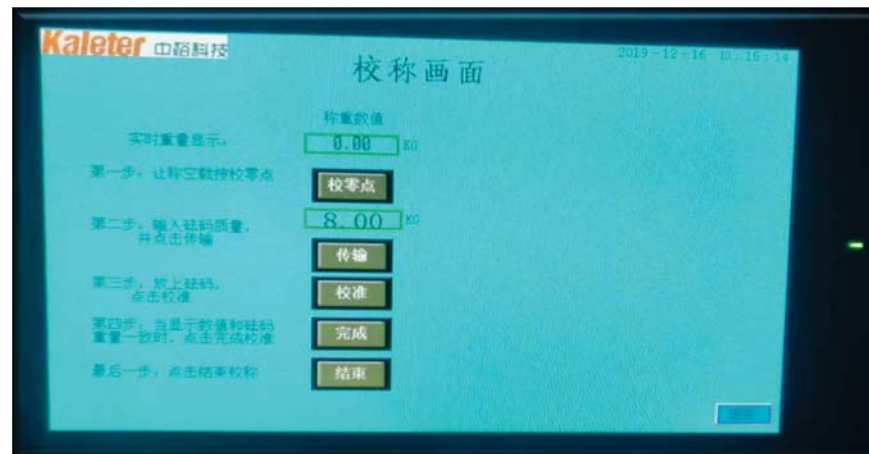 Kaleter 中韬科技
2019-12-16 10:16:14
校称画面
称重数值
实时重量显示:
0.00 KG
第一步:让称空载按校零点
校零点
第二步:输入砝码质量,
并点击传输
8.00 KG
传输
第三步:放上砝码,
点击校准
校准
第四步:当显示数值和砝码
重量一致时,点击完成校准
完成
最后一步:点击结束校称
结束